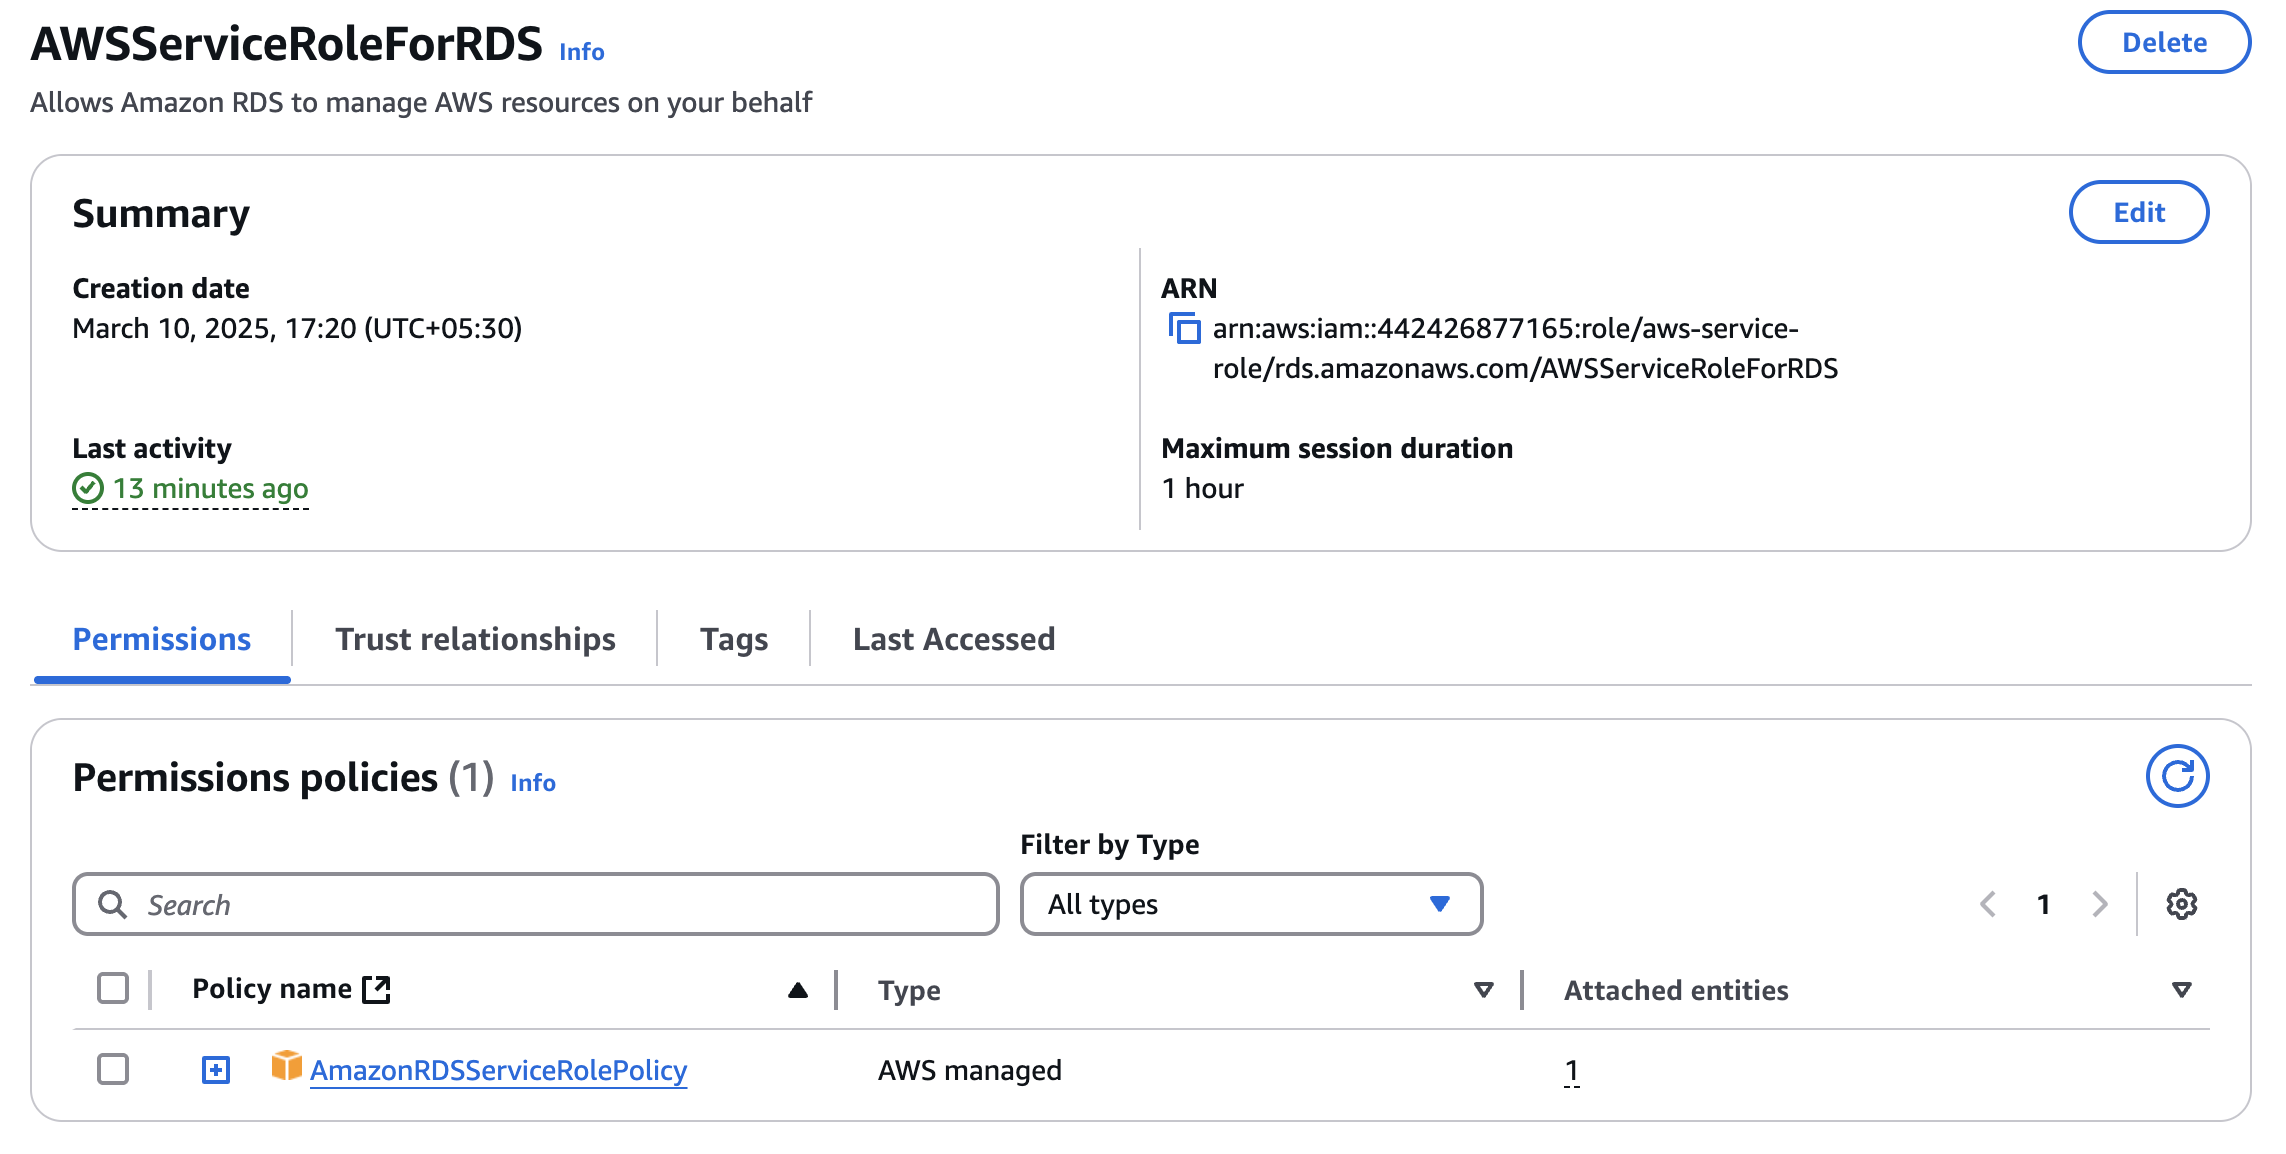 AWSServiceRoleForRDS Info
Delete
Allows Amazon RDS to manage AWS resources on your behalf
Summary
Edit
Creation date
March 10, 2025, 17:20 (UTC+05:30)
ARN
arn:aws:iam::442426877165:role/aws-service-
role/rds.amazonaws.com/AWSServiceRoleForRDS
Last activity
13 minutes ago
Maximum session duration
1 hour
Permissions
Trust relationships
Tags
Last Accessed
Permissions policies (1) Info
Filter by Type
Search
All types
1
Policy name
Type
Attached entities
AmazonRDSServiceRolePolicy
AWS managed
1